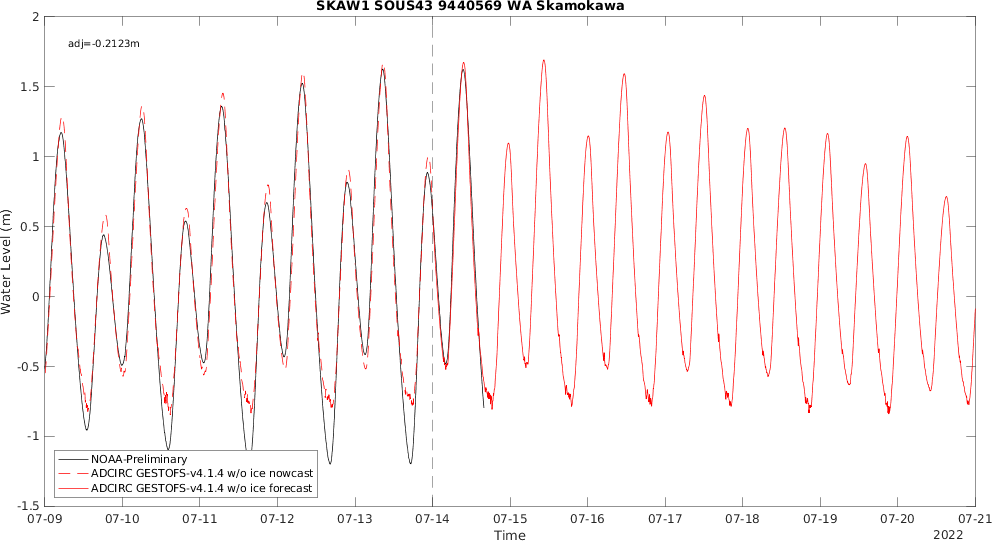 SKAW1 SOUS43 9440569 WA Skamokawa
adj=-0.2123m
2
1.5
1
0.5
0
-0.5
-1
-1.5
Water Level (m)
NOAA-Preliminary
ADCIRC GESTOFS-v4.1.4 w/o ice nowcast
ADCIRC GESTOFS-v4.1.4 w/o ice forecast
07-09 07-10 07-11 07-12 07-13 07-14 07-15 07-16 07-17 07-18 07-19 07-20 07-21
Time
2022